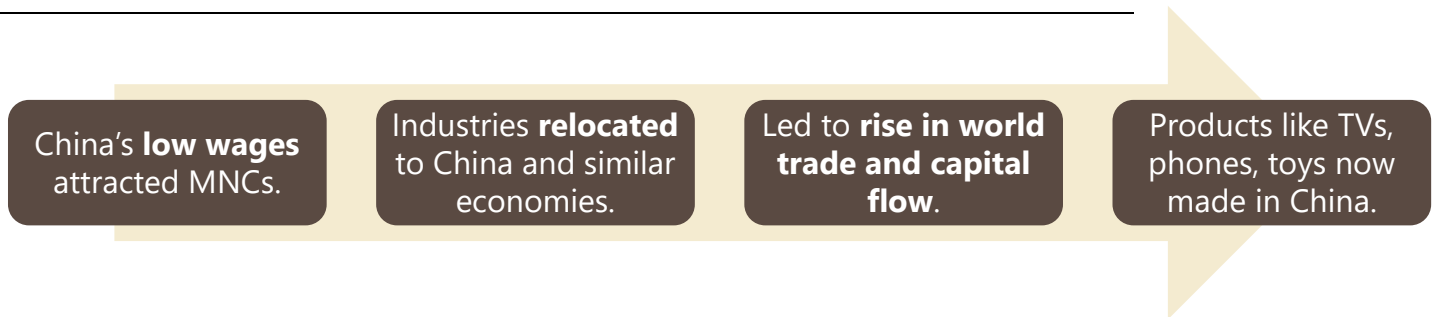 China's low wages
attracted MNCs.
Industries relocated
to China and similar
economies.
Led to rise in world
trade and capital
flow.
Products like TVs,
phones, toys now
made in China.